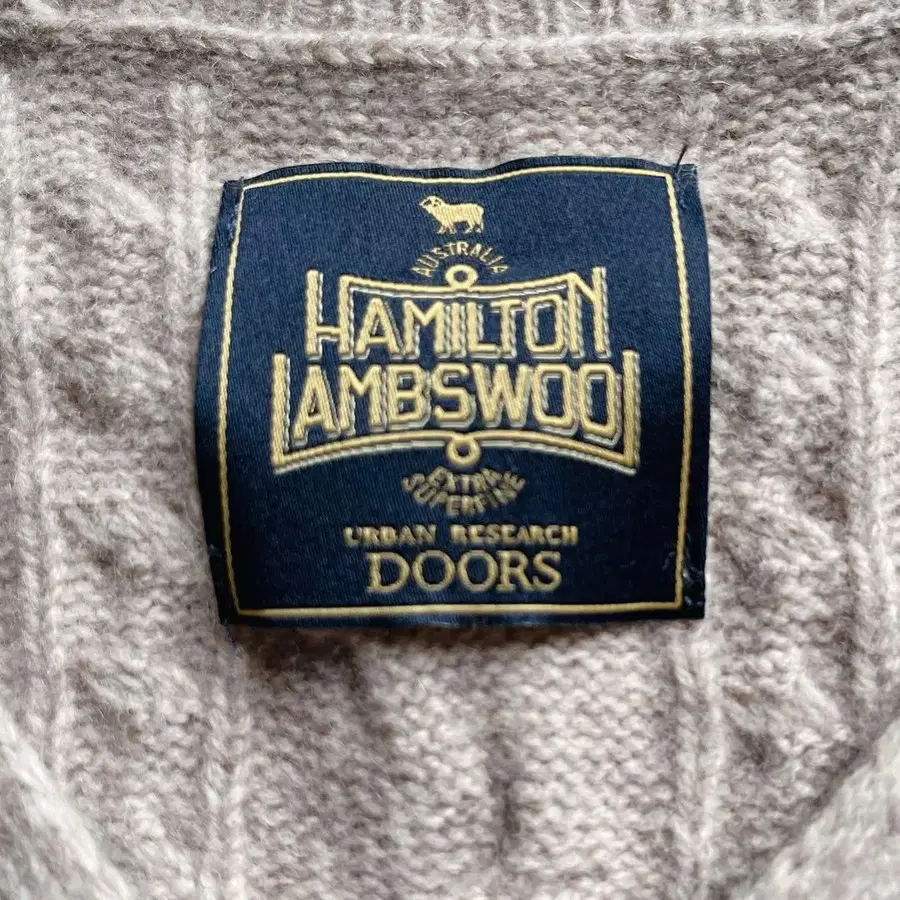 AUSTRALIA
HAMILTON
LAMBSWOOL
EXTRA
SUPERFINE
URBAN RESEARCH
DOORS